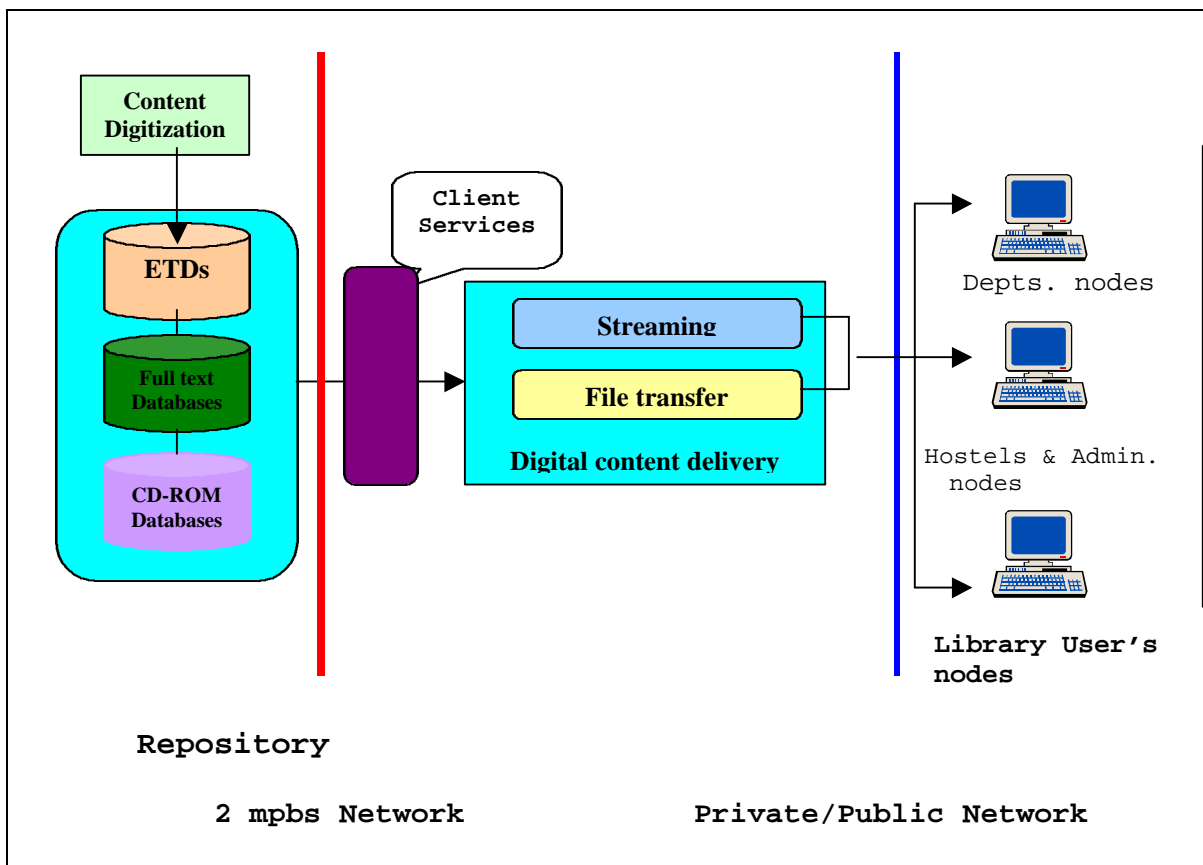 Content
Digitization
ETDs
Full text
Databases
CD-ROM
Databases
Client
Services
Streaming
File transfer
Digital content delivery
Depts. nodes
Hostels & Admin.
nodes
Library User’s
nodes
Repository
2 mpbs Network
Private/Public Network